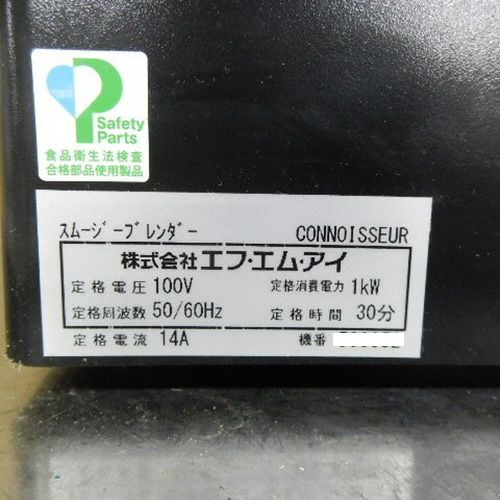 P
Safety
Parts
食品衛生法検査
合格部品使用製品
スムージーブレンダー CONNOISSEUR
株式会社エフ・エム・アイ
定格電圧 100V 定格消費電力 1kW
定格周波数 50/60Hz 定格時間 30分
定格電流 14A 機番